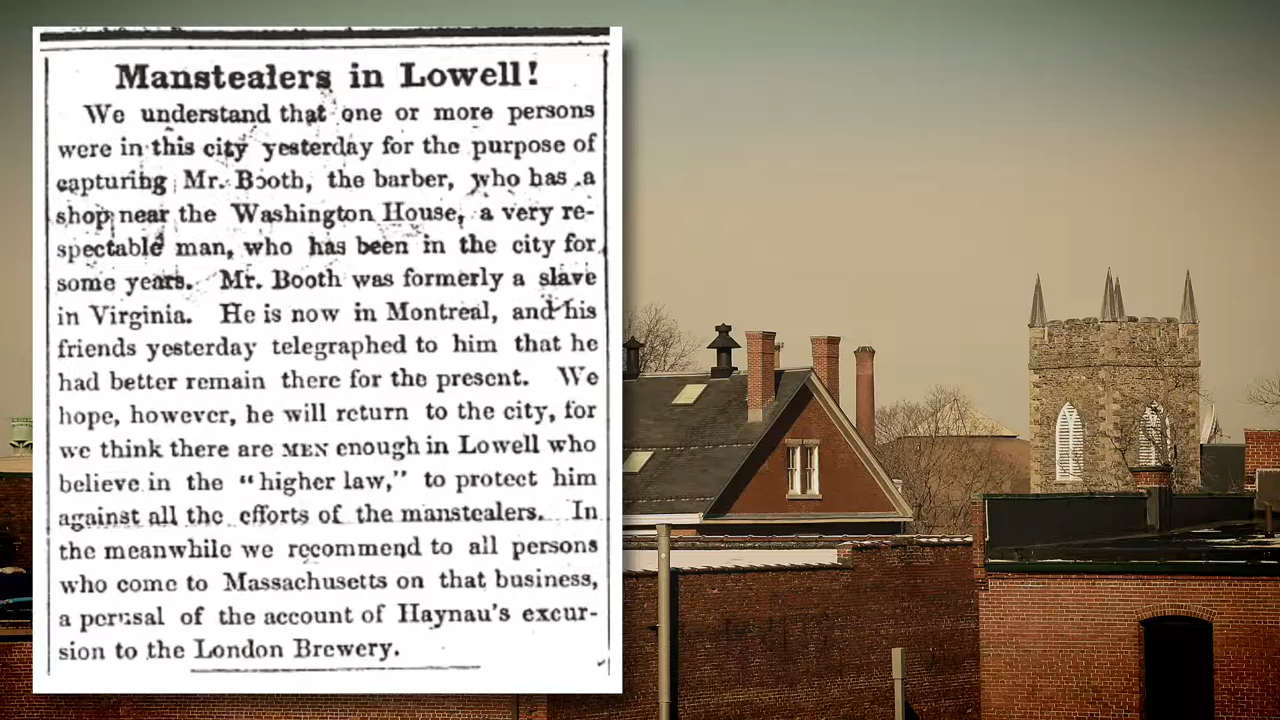 Manstealers in Lowell!
We understand that one or more persons
were in this city yesterday for the purpose of
capturing Mr. Booth, the barber, who has a
shop near the Washington House, a very re-
spectable man, who has been in the city for
some years. Mr. Booth was formerly a slave
in Virginia. He is now in Montreal, and his
friends yesterday telegraphed to him that he
had better remain there for the present. We
hope, however, he will return to the city, for
we think there are MEN enough in Lowell who
believe in the "higher law," to protect him
against all the efforts of the manstealers. In
the meanwhile we recommend to all persons
who come to Massachusetts on that business,
a perusal of the account of Haynau's excur-
sion to the London Brewery.